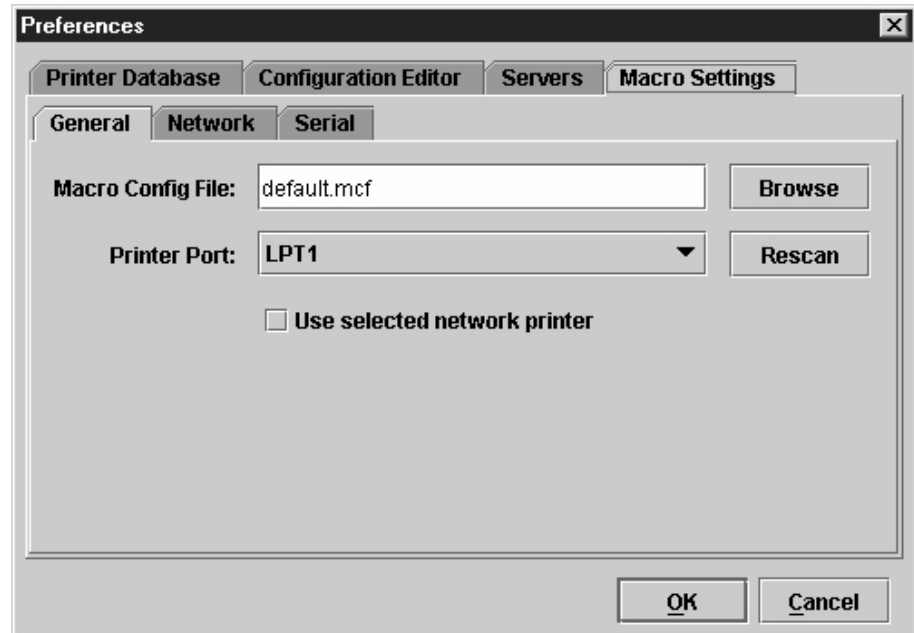 Preferences
Printer Database Configuration Editor Servers Macro Settings
General Network Serial
Macro Config File: default.mcf Browse
Printer Port: LPT1 Rescan
Use selected network printer
OK Cancel